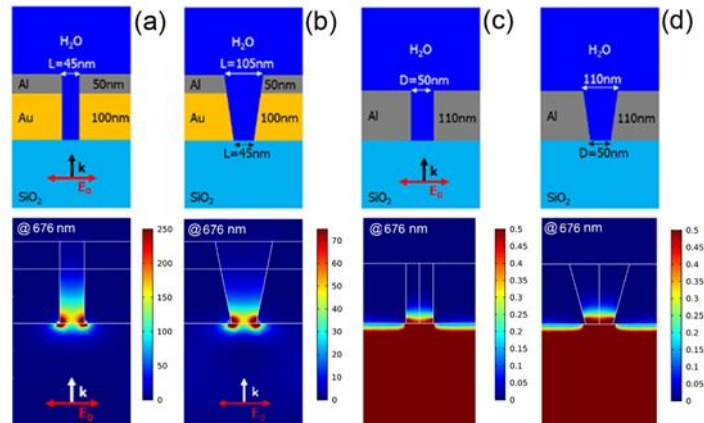 (a)
H₂O
L=45nm
Al
50nm
Au
100nm
k
E₀
SiO₂
(b)
H₂O
L=105nm
50nm
100nm
L=45nm
(c)
H₂O
D=50nm
Al
110nm
k
E₀
SiO₂
(d)
H₂O
110nm
Al
110nm
D=50nm
@676 nm
250
200
150
100
50
0
k
E₀
@676 nm
70
60
50
40
30
20
10
0
k
E₀
@676 nm
0.5
0.45
0.4
0.35
0.3
0.25
0.2
0.15
0.1
0.05
0
@676 nm
0.5
0.45
0.4
0.35
0.3
0.25
0.2
0.15
0.1
0.05
0